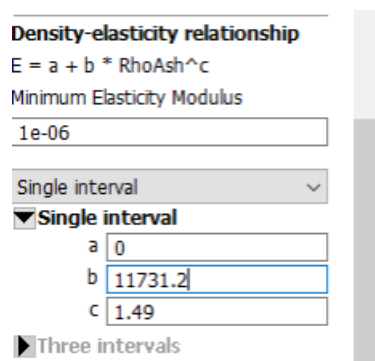 Density-elasticity relationship
E = a + b * RhoAsh^c
Minimum Elasticity Modulus
1e-06
Single interval
Single interval
a 0
b 11731.2
c 1.49
Three intervals